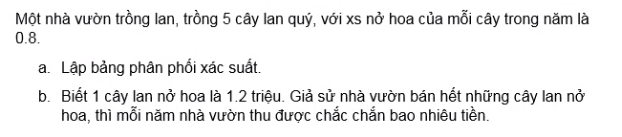 Một nhà vườn trồng lan, trồng 5 cây lan quý, với xs nở hoa của mỗi cây trong năm là
0.8.
a. Lập bảng phân phối xác suất.
b. Biết 1 cây lan nở hoa là 1.2 triệu. Giả sử nhà vườn bán hết những cây lan nở
hoa, thì mỗi năm nhà vườn thu được chắc chắn bao nhiêu tiền.